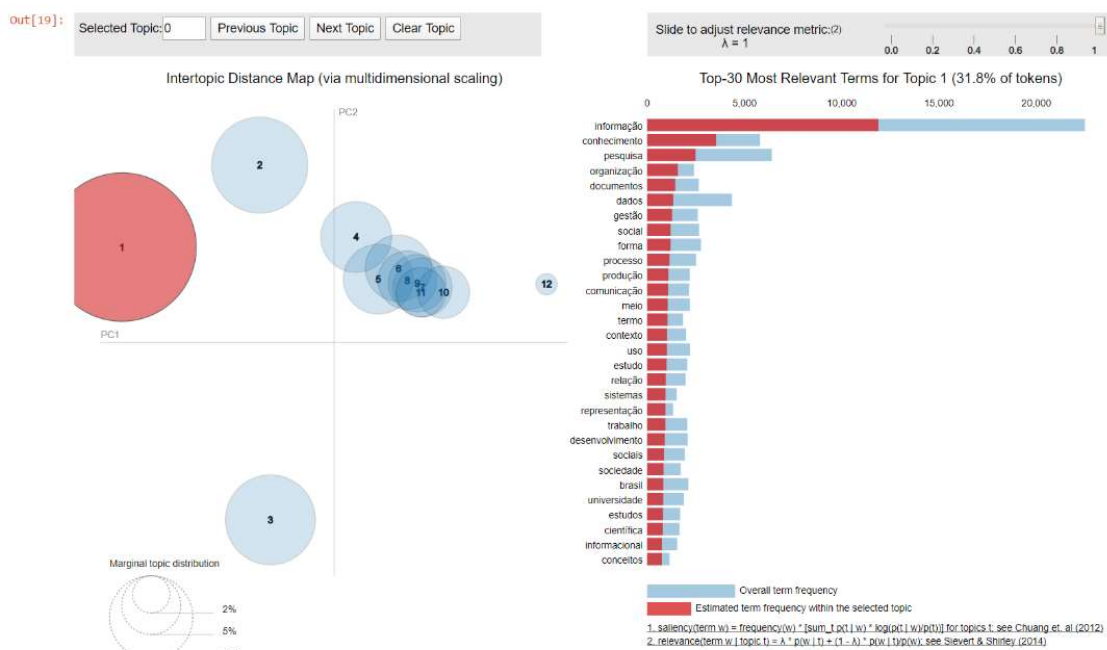 Out[19]:
Selected Topic: 0 Previous Topic Next Topic Clear Topic
Slide to adjust relevance metric:(2)
λ = 1
0.0 0.2 0.4 0.6 0.8 1
Intertopic Distance Map (via multidimensional scaling)
PC2
PC1
1
2
3
4
5
6
8
9
7
11
10
12
Marginal topic distribution
2%
5%
Top-30 Most Relevant Terms for Topic 1 (31.8% of tokens)
0 5,000 10,000 15,000 20,000
informação
conhecimento
pesquisa
organização
documentos
dados
gestão
social
forma
processo
produção
comunicação
meio
termo
contexto
uso
estudo
relação
sistemas
representação
trabalho
desenvolvimento
sociais
sociedade
brasil
universidade
estudos
científica
informacional
conceitos
Overall term frequency
Estimated term frequency within the selected topic
1. saliency(term w) = frequency(w) * [sum_t p(t | w) * log(p(t | w)/p(t))] for topics t; see Chuang et. al (2012)
2. relevance(term w | topic t) = λ * p(w | t) + (1 - λ) * p(w | t)/p(w); see Sievert & Shirley (2014)